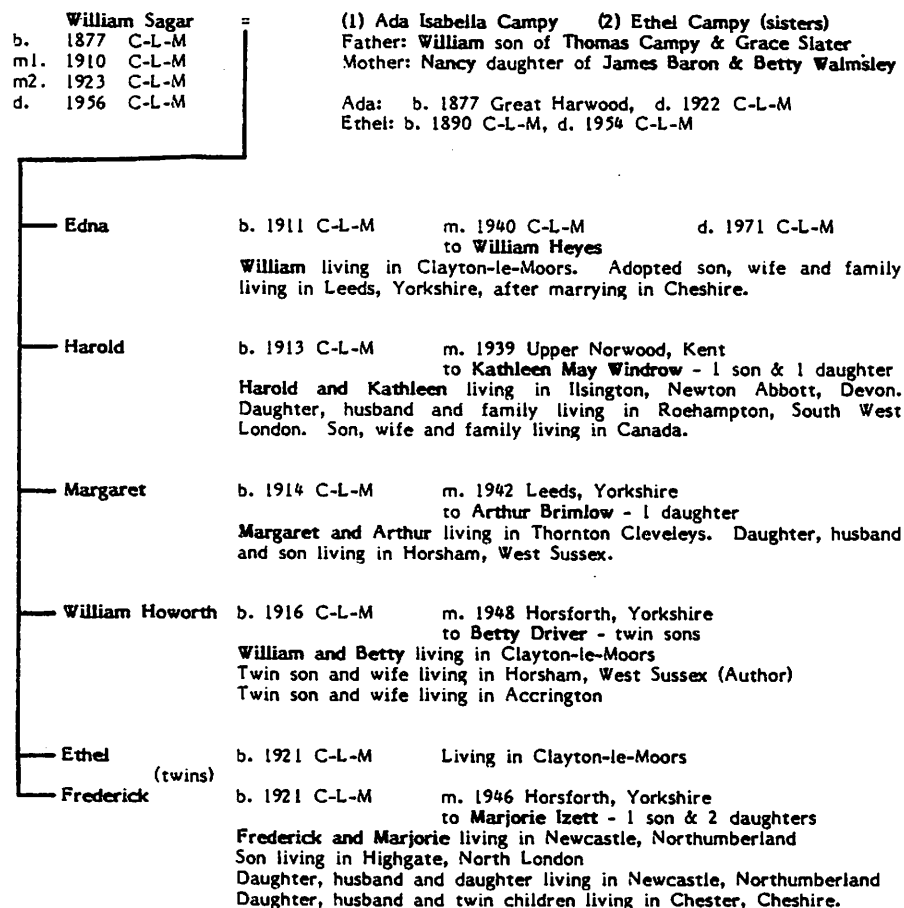 William Sagar = (1) Ada Isabella Campy (2) Ethel Campy (sisters)
b. 1877 C-L-M Father: William son of Thomas Campy & Grace Slater
m1. 1910 C-L-M Mother: Nancy daughter of James Baron & Betty Walmsley
m2. 1923 C-L-M
d. 1956 C-L-M Ada: b. 1877 Great Harwood, d. 1922 C-L-M
Ethel: b. 1890 C-L-M, d. 1954 C-L-M
Edna b. 1911 C-L-M m. 1940 C-L-M d. 1971 C-L-M
to William Heyes
William living in Clayton-le-Moors. Adopted son, wife and family
living in Leeds, Yorkshire, after marrying in Cheshire.
Harold b. 1913 C-L-M m. 1939 Upper Norwood, Kent
to Kathleen May Windrow - 1 son & 1 daughter
Harold and Kathleen living in Ilsington, Newton Abbott, Devon.
Daughter, husband and family living in Roehampton, South West
London. Son, wife and family living in Canada.
Margaret b. 1914 C-L-M m. 1942 Leeds, Yorkshire
to Arthur Brimlow - 1 daughter
Margaret and Arthur living in Thornton Cleveleys. Daughter, husband
and son living in Horsham, West Sussex.
William Howorth b. 1916 C-L-M m. 1948 Horsforth, Yorkshire
to Betty Driver - twin sons
William and Betty living in Clayton-le-Moors
Twin son and wife living in Horsham, West Sussex (Author)
Twin son and wife living in Accrington
Ethel b. 1921 C-L-M Living in Clayton-le-Moors
(twins)
Frederick b. 1921 C-L-M m. 1946 Horsforth, Yorkshire
to Marjorie Izett - 1 son & 2 daughters
Frederick and Marjorie living in Newcastle, Northumberland
Son living in Highgate, North London
Daughter, husband and daughter living in Newcastle, Northumberland
Daughter, husband and twin children living in Chester, Cheshire.